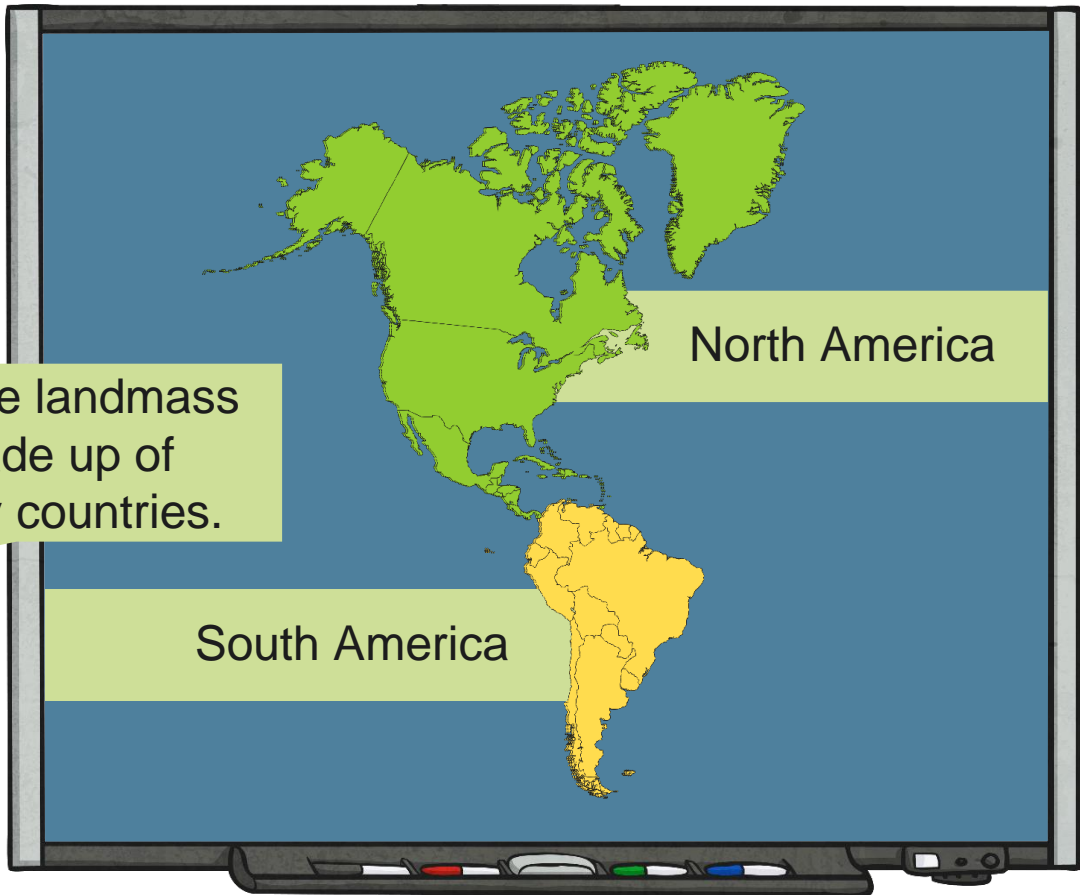 North America
e landmass
de up of
countries.
South America